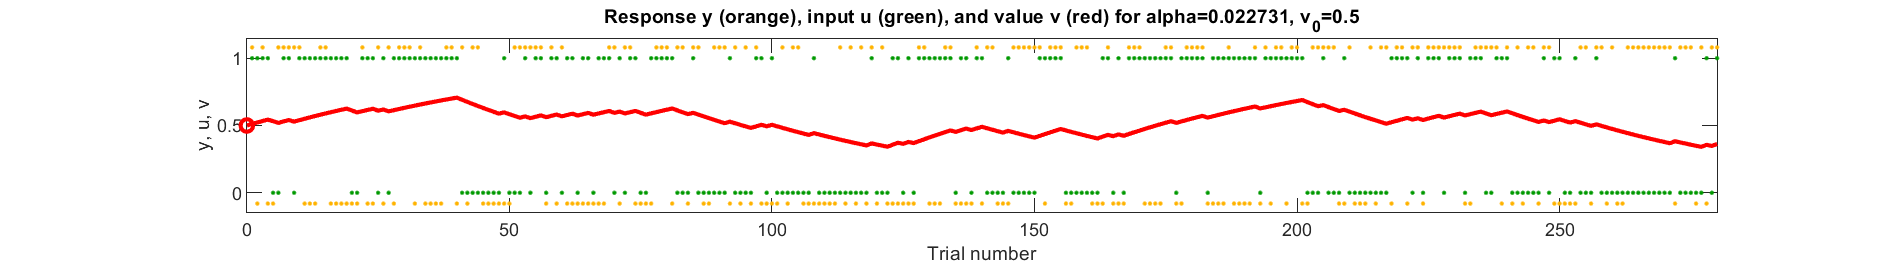 Response y (orange), input u (green), and value v (red) for alpha=0.022731, v0=0.5
y, u, v
1
0.5
0
0 50 100 150 200 250
Trial number